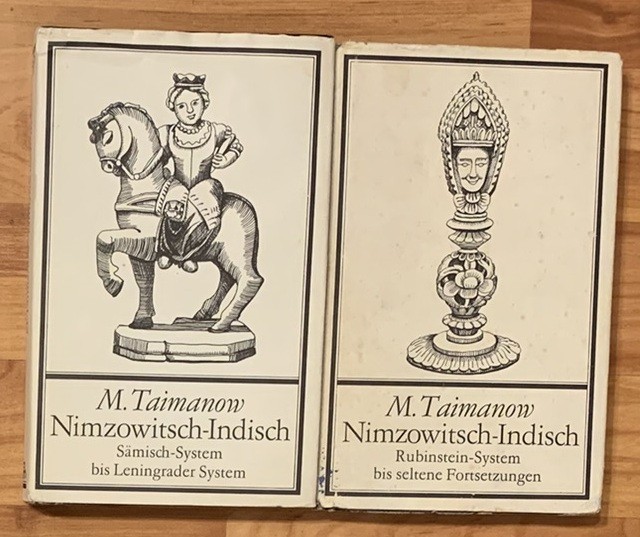 M. Taimanow
Nimzowitsch-Indisch
Sämisch-System
bis Leningrader System
M. Taimanow
Nimzowitsch-Indisch
Rubinstein-System
bis seltene Fortsetzungen